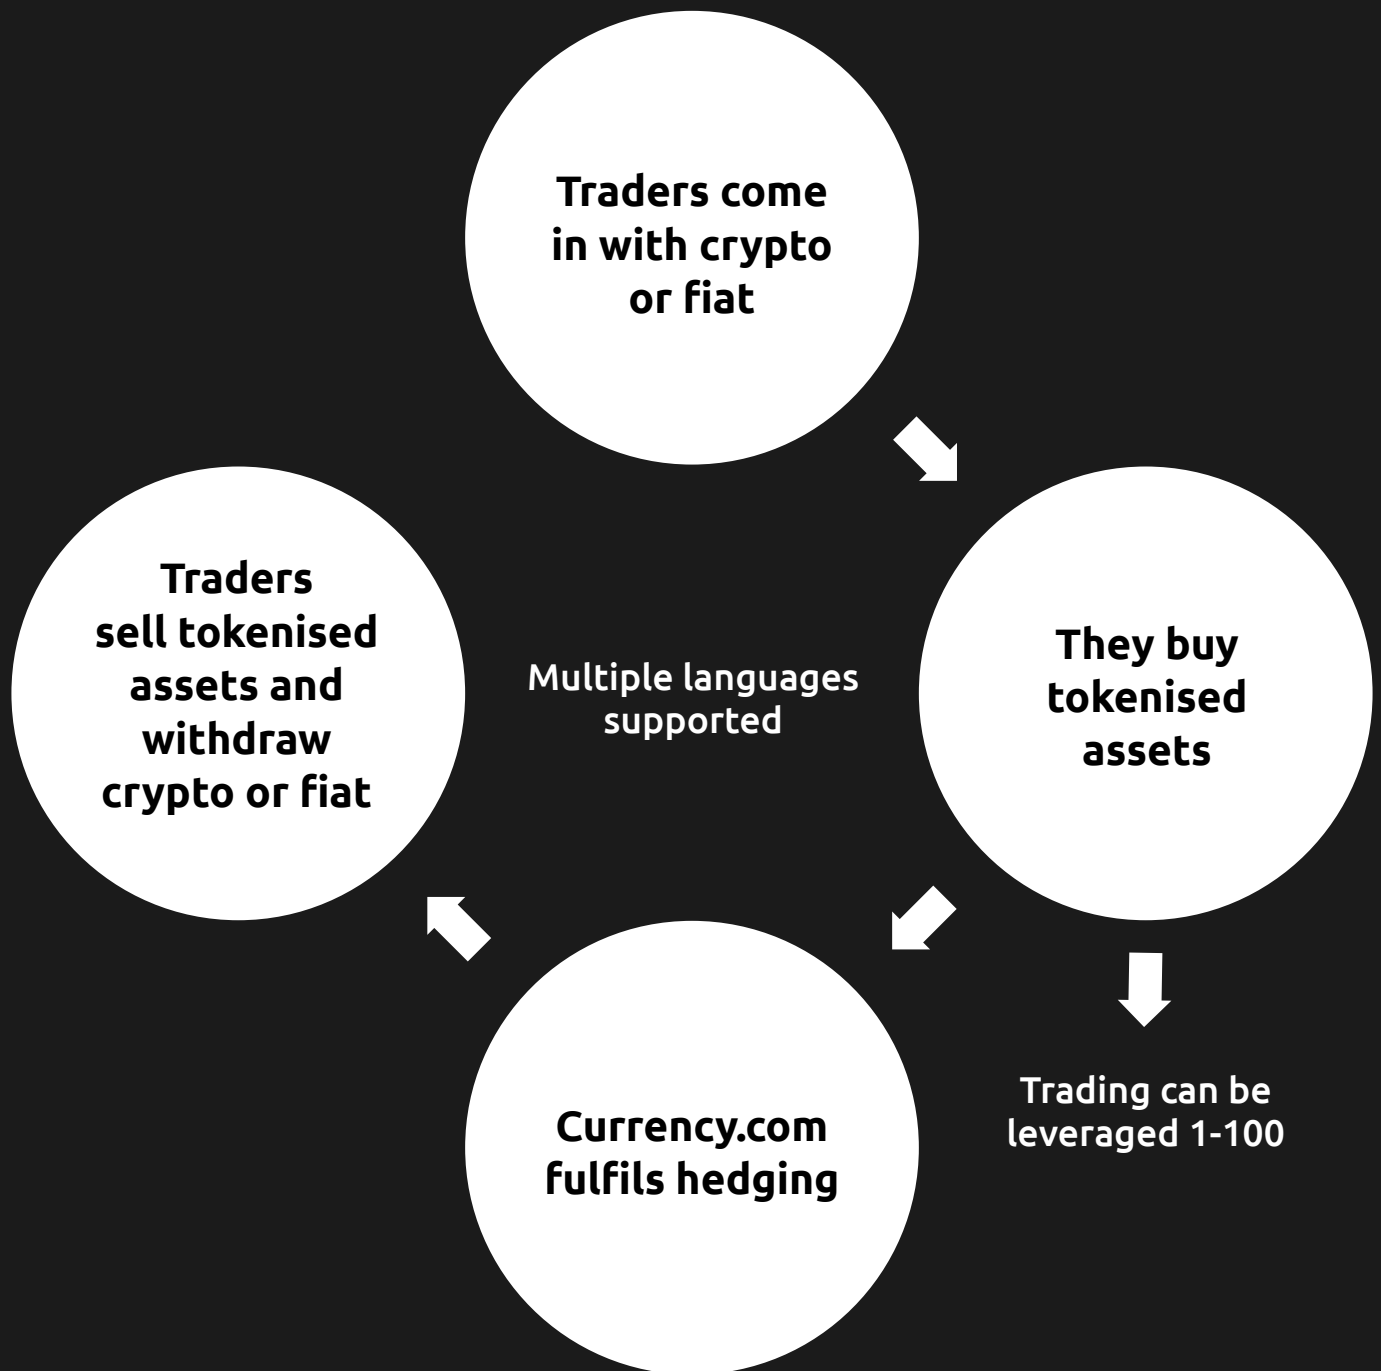 Traders come
in with crypto
or fiat
They buy
tokenised
assets
Trading can be
leveraged 1-100
Currency.com
fulfils hedging
Traders
sell tokenised
assets and
withdraw
crypto or fiat
Multiple languages
supported